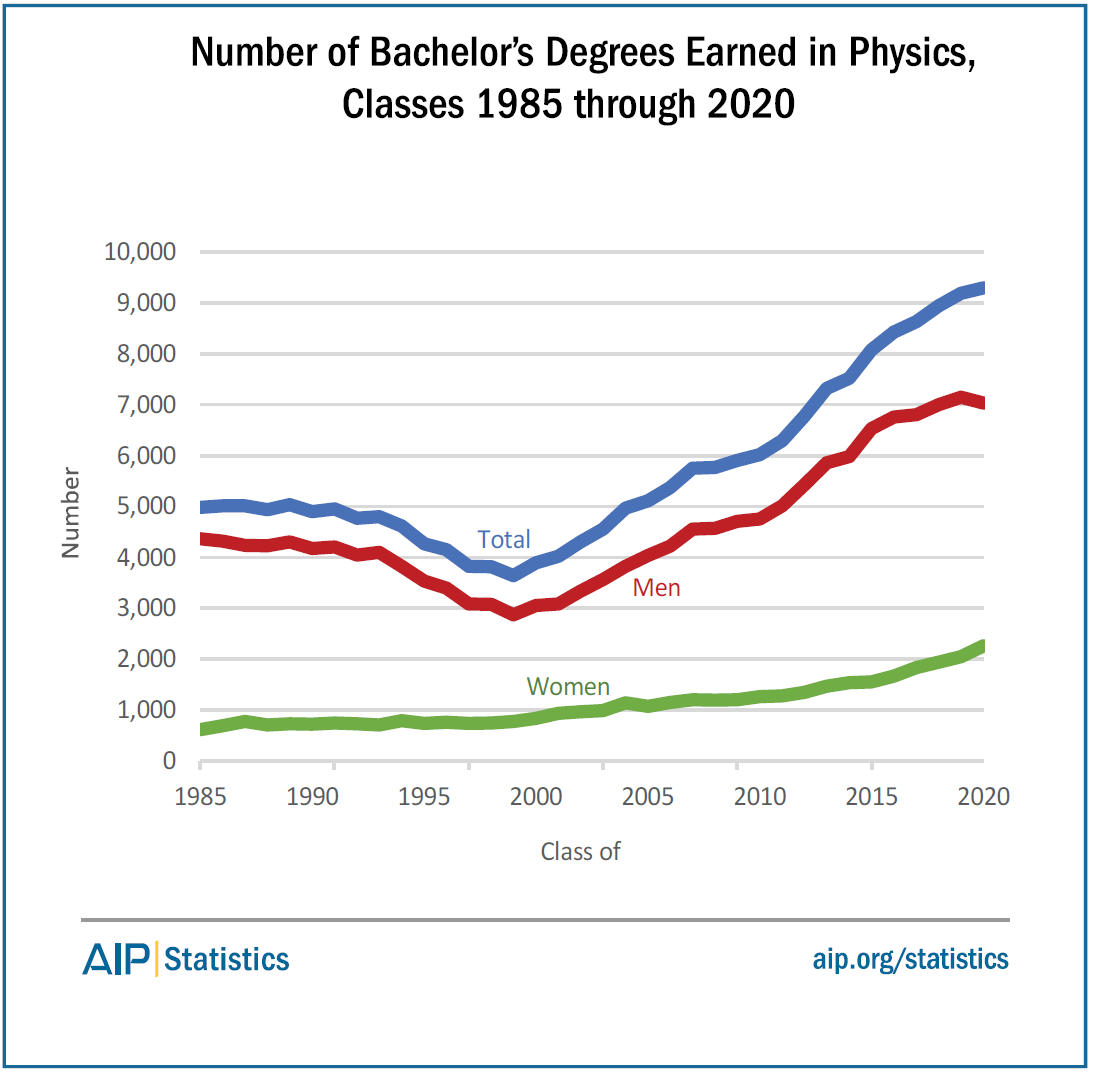 Number of Bachelor's Degrees Earned in Physics,
Classes 1985 through 2020
10,000
9,000
8,000
7,000
6,000
5,000
4,000
3,000
2,000
1,000
0
Number
Total
Men
Women
1985 1990 1995 2000 2005 2010 2015 2020
Class of
AIP|Statistics
aip.org/statistics